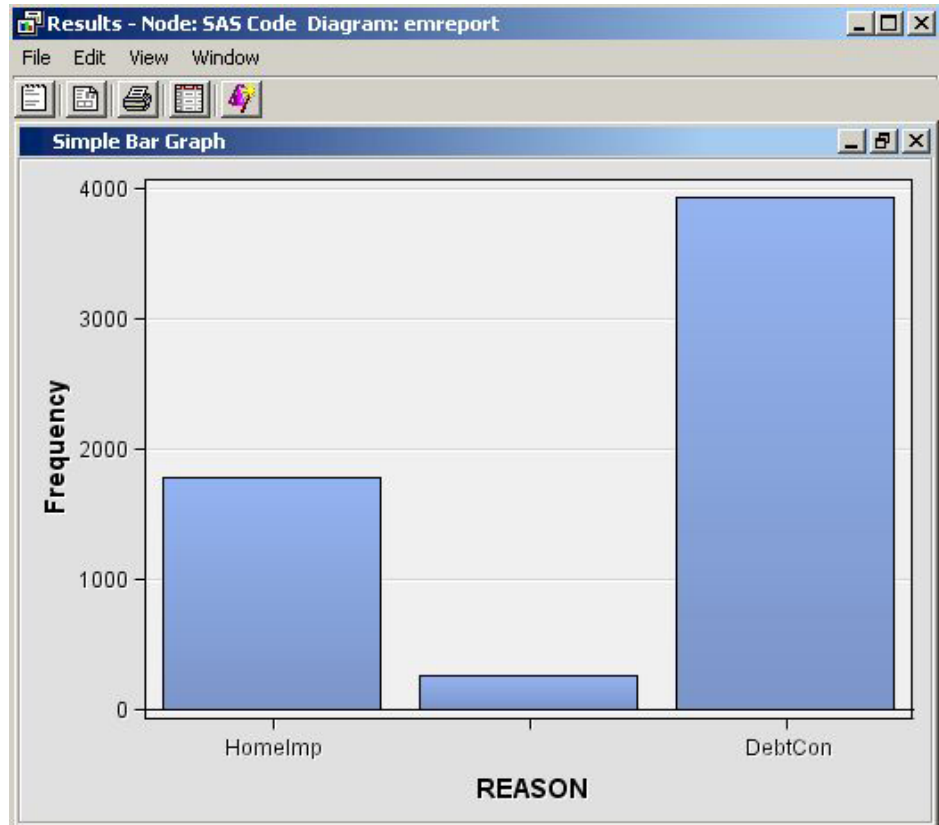 Results - Node: SAS Code Diagram: emreport
File Edit View Window
Simple Bar Graph
4000
3000
2000
1000
0
Frequency
HomeImp
DebtCon
REASON